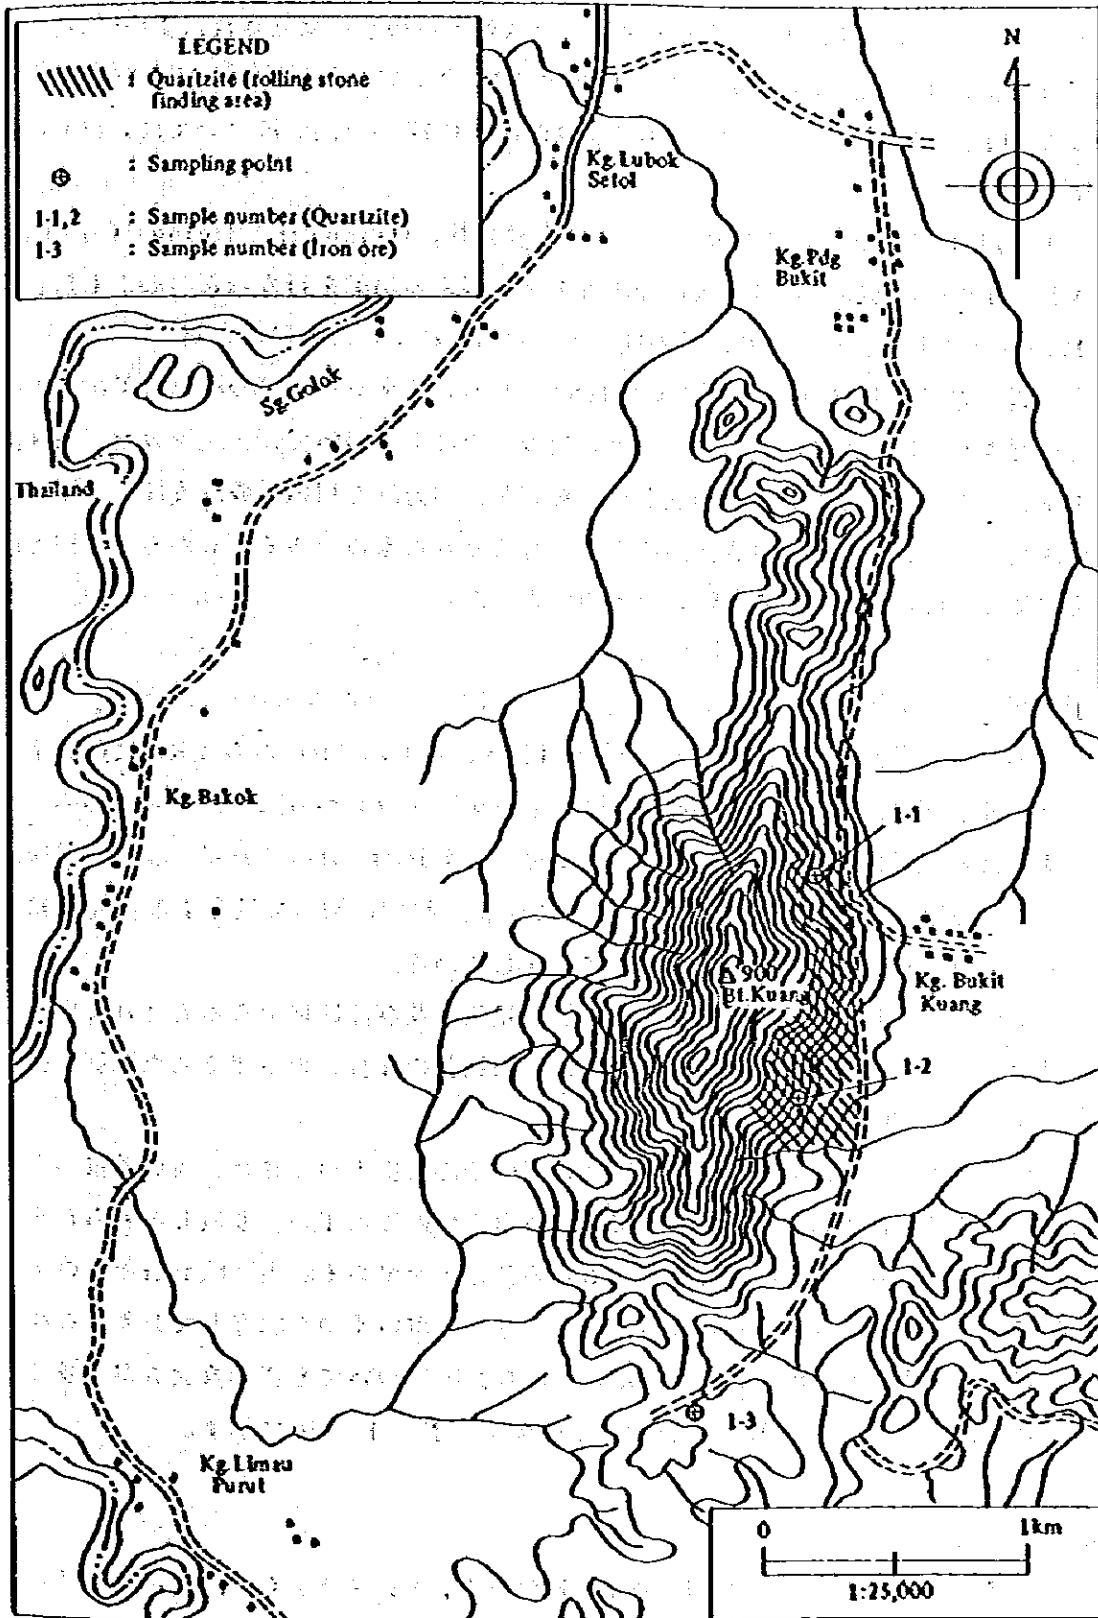 LEGEND
: Quartzite (rolling stone
finding area)
: Sampling point
1-1,2 : Sample number (Quartzite)
1-3 : Sample number (Iron ore)
N
Kg.Lubok
Setol
Kg.Pdg
Bukit
Sg.Golak
Thailand
Kg.Bakok
1-1
900
Bt.Kuang
Kg. Bukit
Kuang
1-2
1-3
Kg.Limau
Purut
0 1km
1:25,000